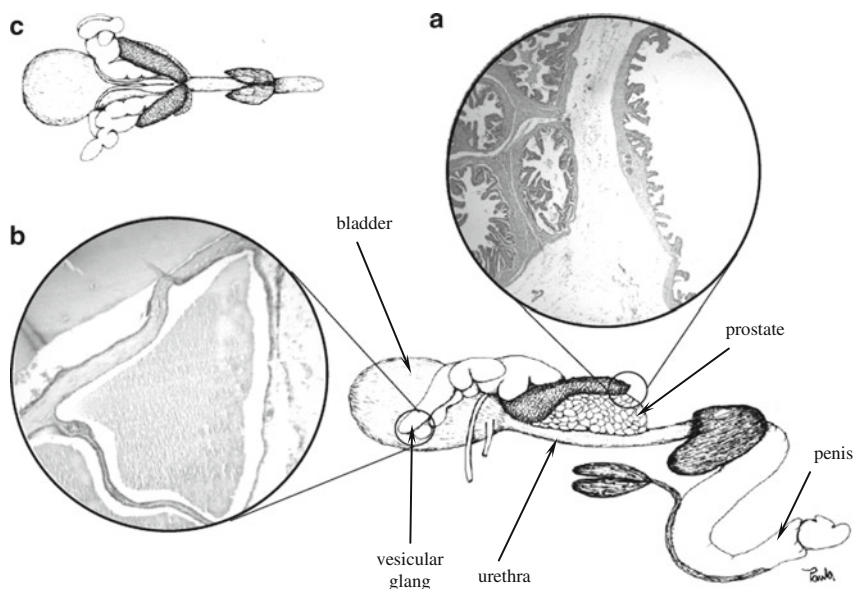 c
a
b
bladder
prostate
penis
vesicular
glang
urethra